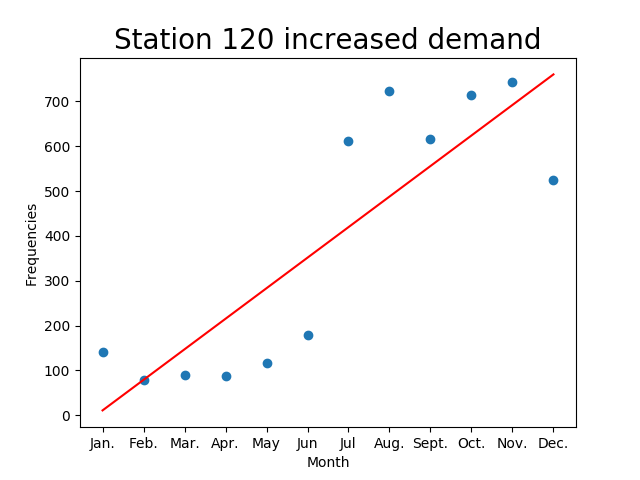 Station 120 increased demand
Frequencies
700
600
500
400
300
200
100
0
Jan. Feb. Mar. Apr. May Jun Jul Aug. Sept. Oct. Nov. Dec.
Month